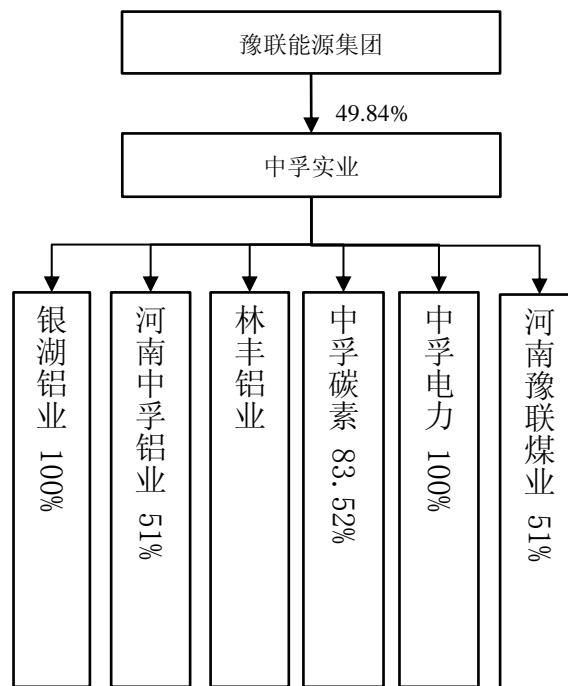 豫联能源集团
49.84%
中孚实业
银湖铝业 100%
河南中孚铝业 51%
林丰铝业
中孚碳素 83.52%
中孚电力 100%
河南豫联煤业 51%